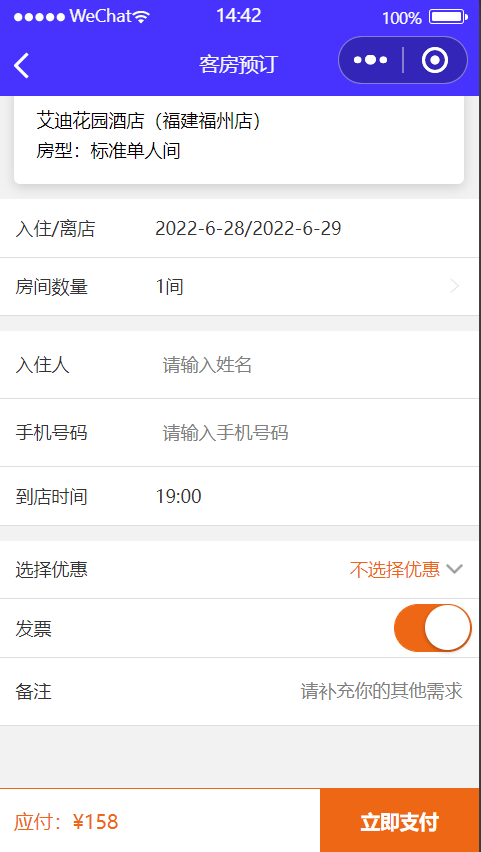 WeChat 14:42 100%
客房预订
艾迪花园酒店（福建福州店）
房型：标准单人间
入住/离店 2022-6-28/2022-6-29
房间数量 1间
入住人 请输入姓名
手机号码 请输入手机号码
到店时间 19:00
选择优惠 不选择优惠
发票
备注 请补充你的其他需求
应付：¥158 立即支付